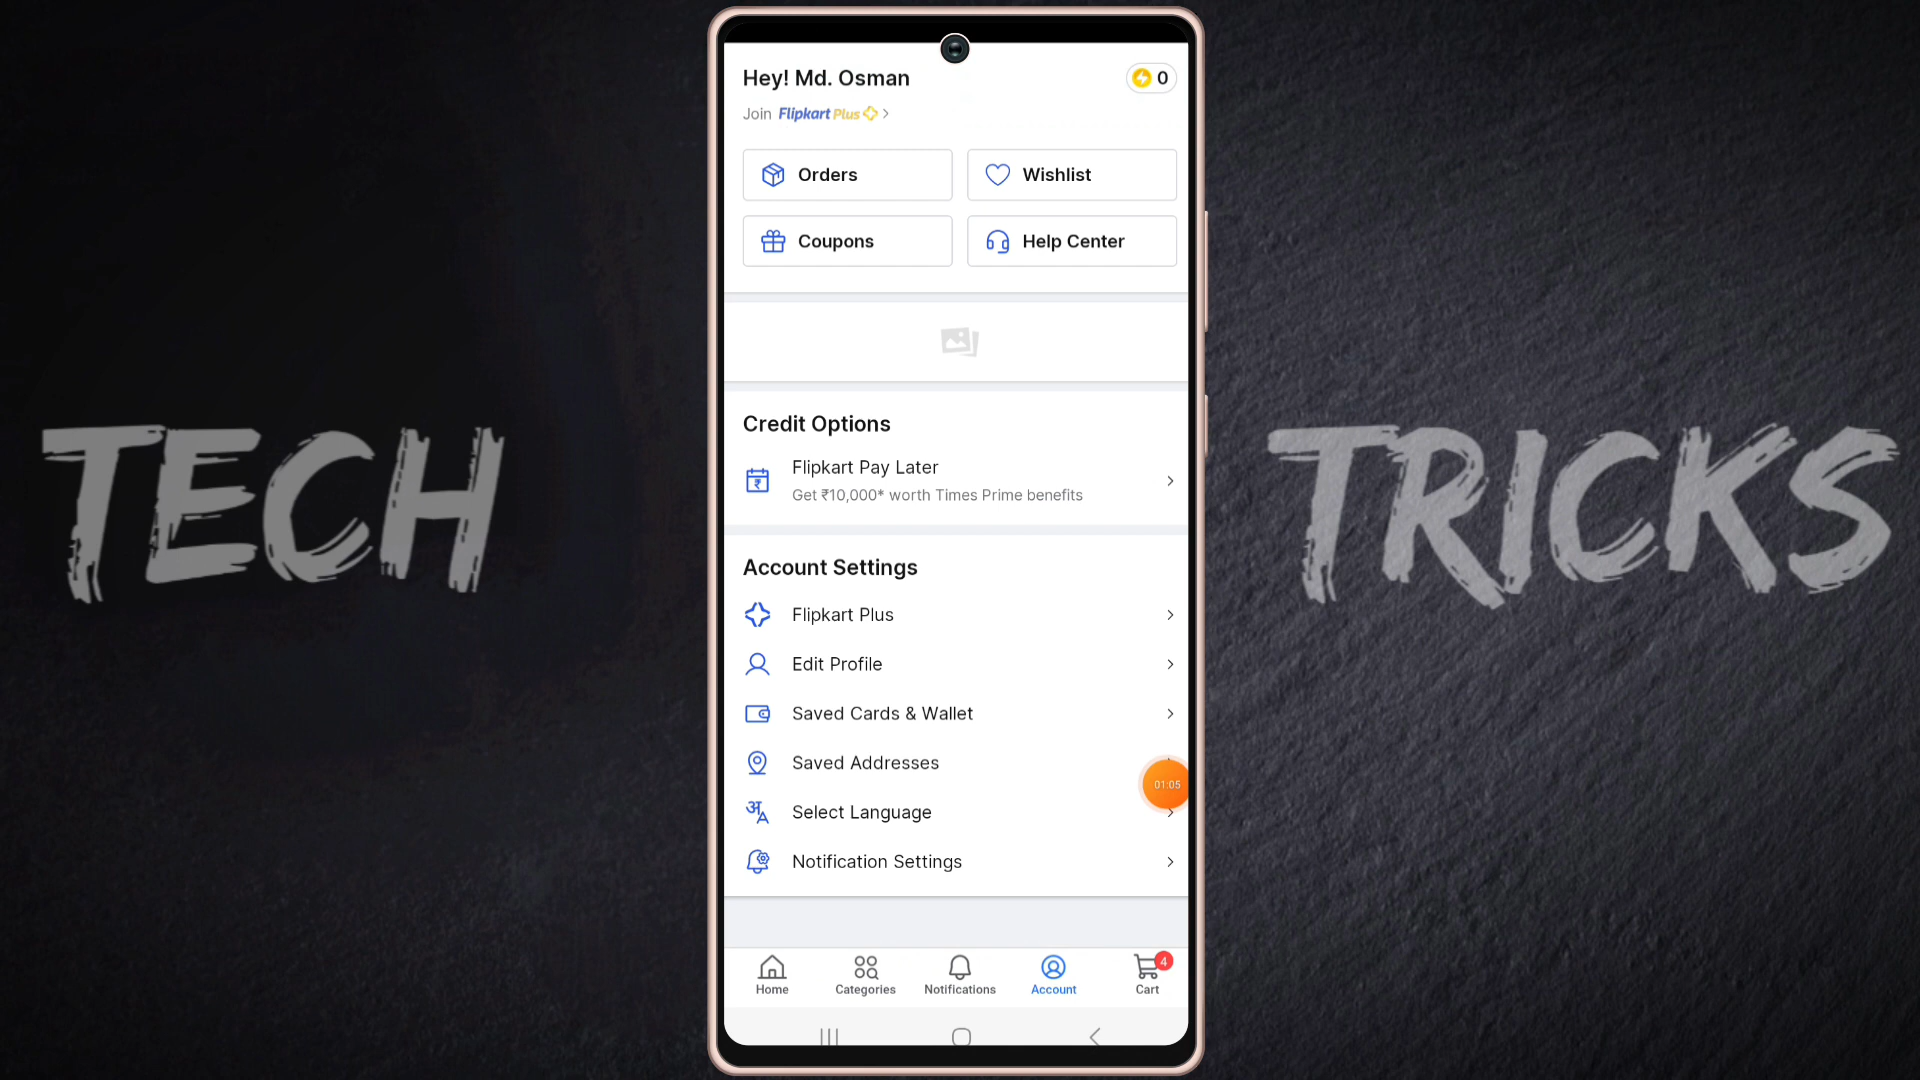 TECH
TRICKS
Hey! Md. Osman
0
Join Flipkart Plus
Orders
Wishlist
Coupons
Help Center
Credit Options
Flipkart Pay Later
Get ₹10,000* worth Times Prime benefits
Account Settings
Flipkart Plus
Edit Profile
Saved Cards & Wallet
Saved Addresses
01:05
Select Language
Notification Settings
4
Home
Categories
Notifications
Account
Cart